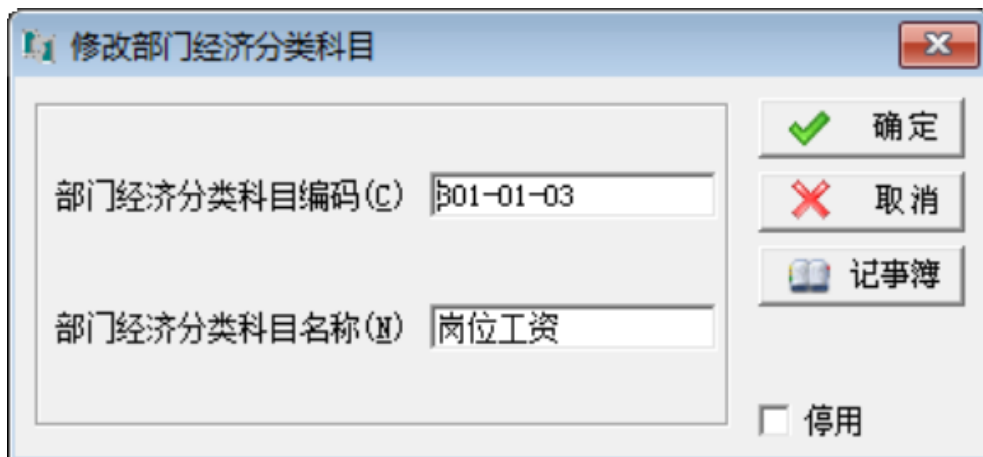 修改部门经济分类科目
部门经济分类科目编码(C) 301-01-03
部门经济分类科目名称(N) 岗位工资
确定
取消
记事簿
停用